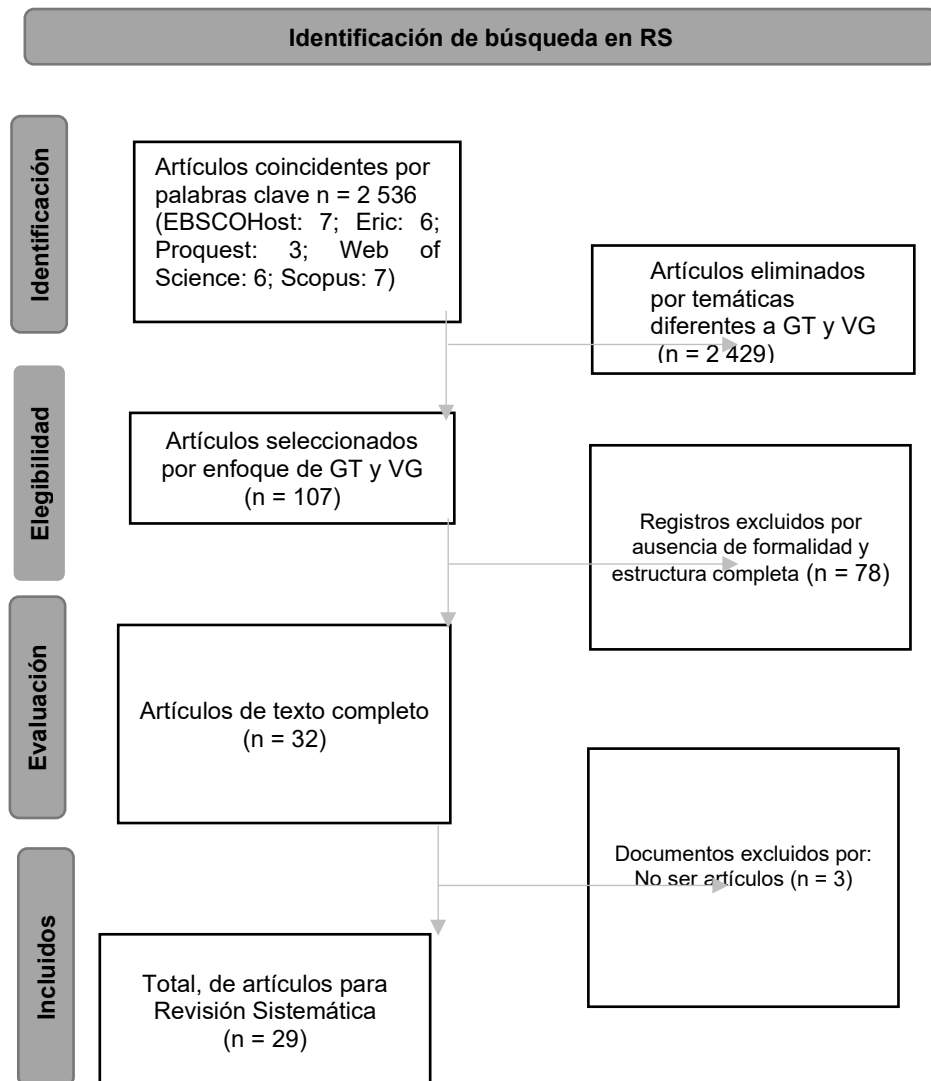 Identificación de búsqueda en RS
Identificación
Artículos coincidentes por
palabras clave n = 2 536
(EBSCOHost: 7; Eric: 6;
Proquest: 3; Web of
Science: 6; Scopus: 7)
Artículos eliminados
por temáticas
diferentes a GT y VG
(n = 2 429)
Elegibilidad
Artículos seleccionados
por enfoque de GT y VG
(n = 107)
Registros excluidos por
ausencia de formalidad y
estructura completa (n = 78)
Evaluación
Artículos de texto completo
(n = 32)
Documentos excluidos por:
No ser artículos (n = 3)
Incluidos
Total, de artículos para
Revisión Sistemática
(n = 29)